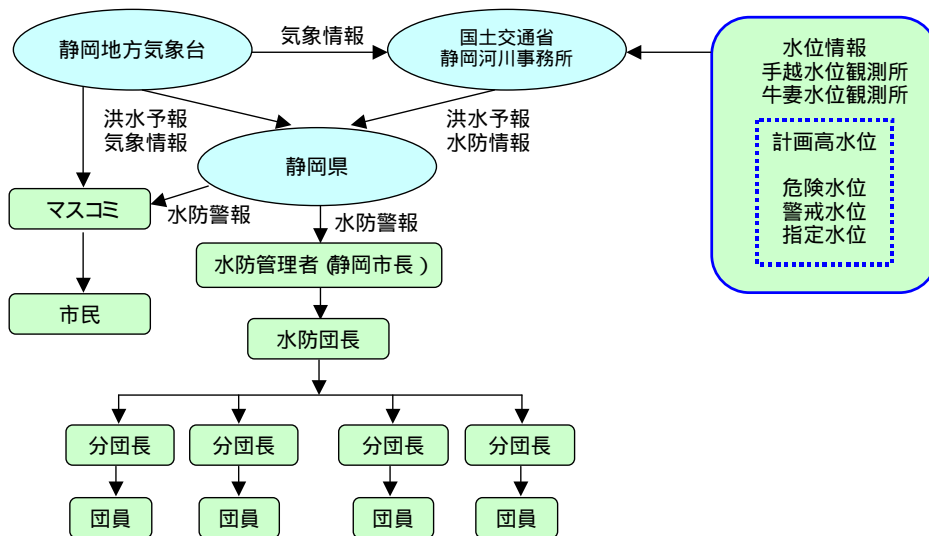 静岡地方気象台
気象情報
国土交通省
静岡河川事務所
水位情報
手越水位観測所
牛妻水位観測所
計画高水位
危険水位
警戒水位
指定水位
洪水予報
気象情報
洪水予報
水防情報
静岡県
マスコミ
水防警報
水防警報
水防管理者(静岡市長)
市民
水防団長
分団長
分団長
分団長
分団長
団員
団員
団員
団員